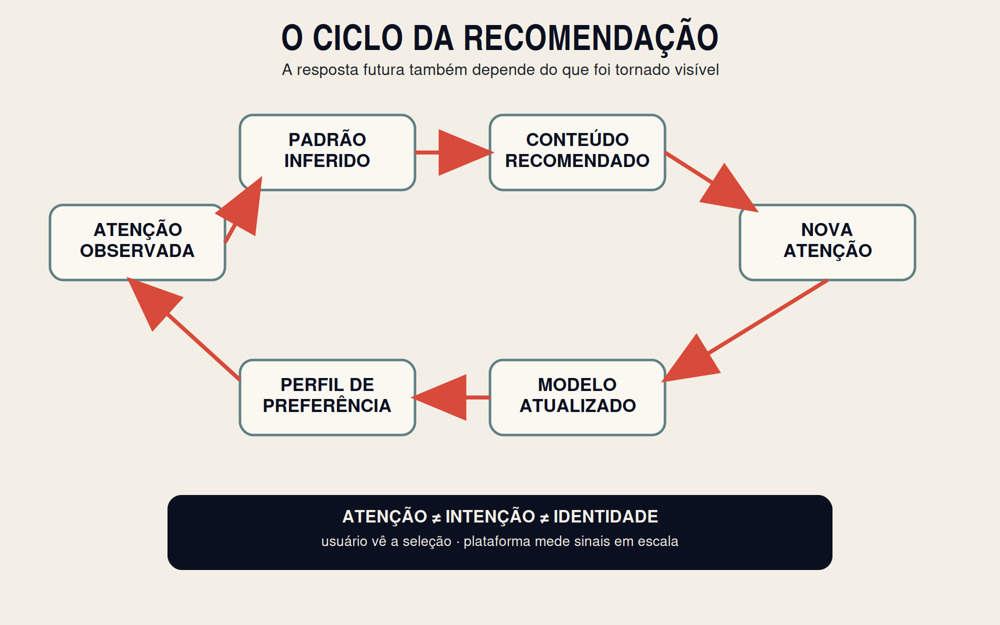 O CICLO DA RECOMENDAÇÃO
A resposta futura também depende do que foi tornado visível
PADRÃO
INFERIDO
CONTEÚDO
RECOMENDADO
ATENÇÃO
OBSERVADA
NOVA
ATENÇÃO
PERFIL DE
PREFERÊNCIA
MODELO
ATUALIZADO
ATENÇÃO ≠ INTENÇÃO ≠ IDENTIDADE
usuário vê a seleção · plataforma mede sinais em escala